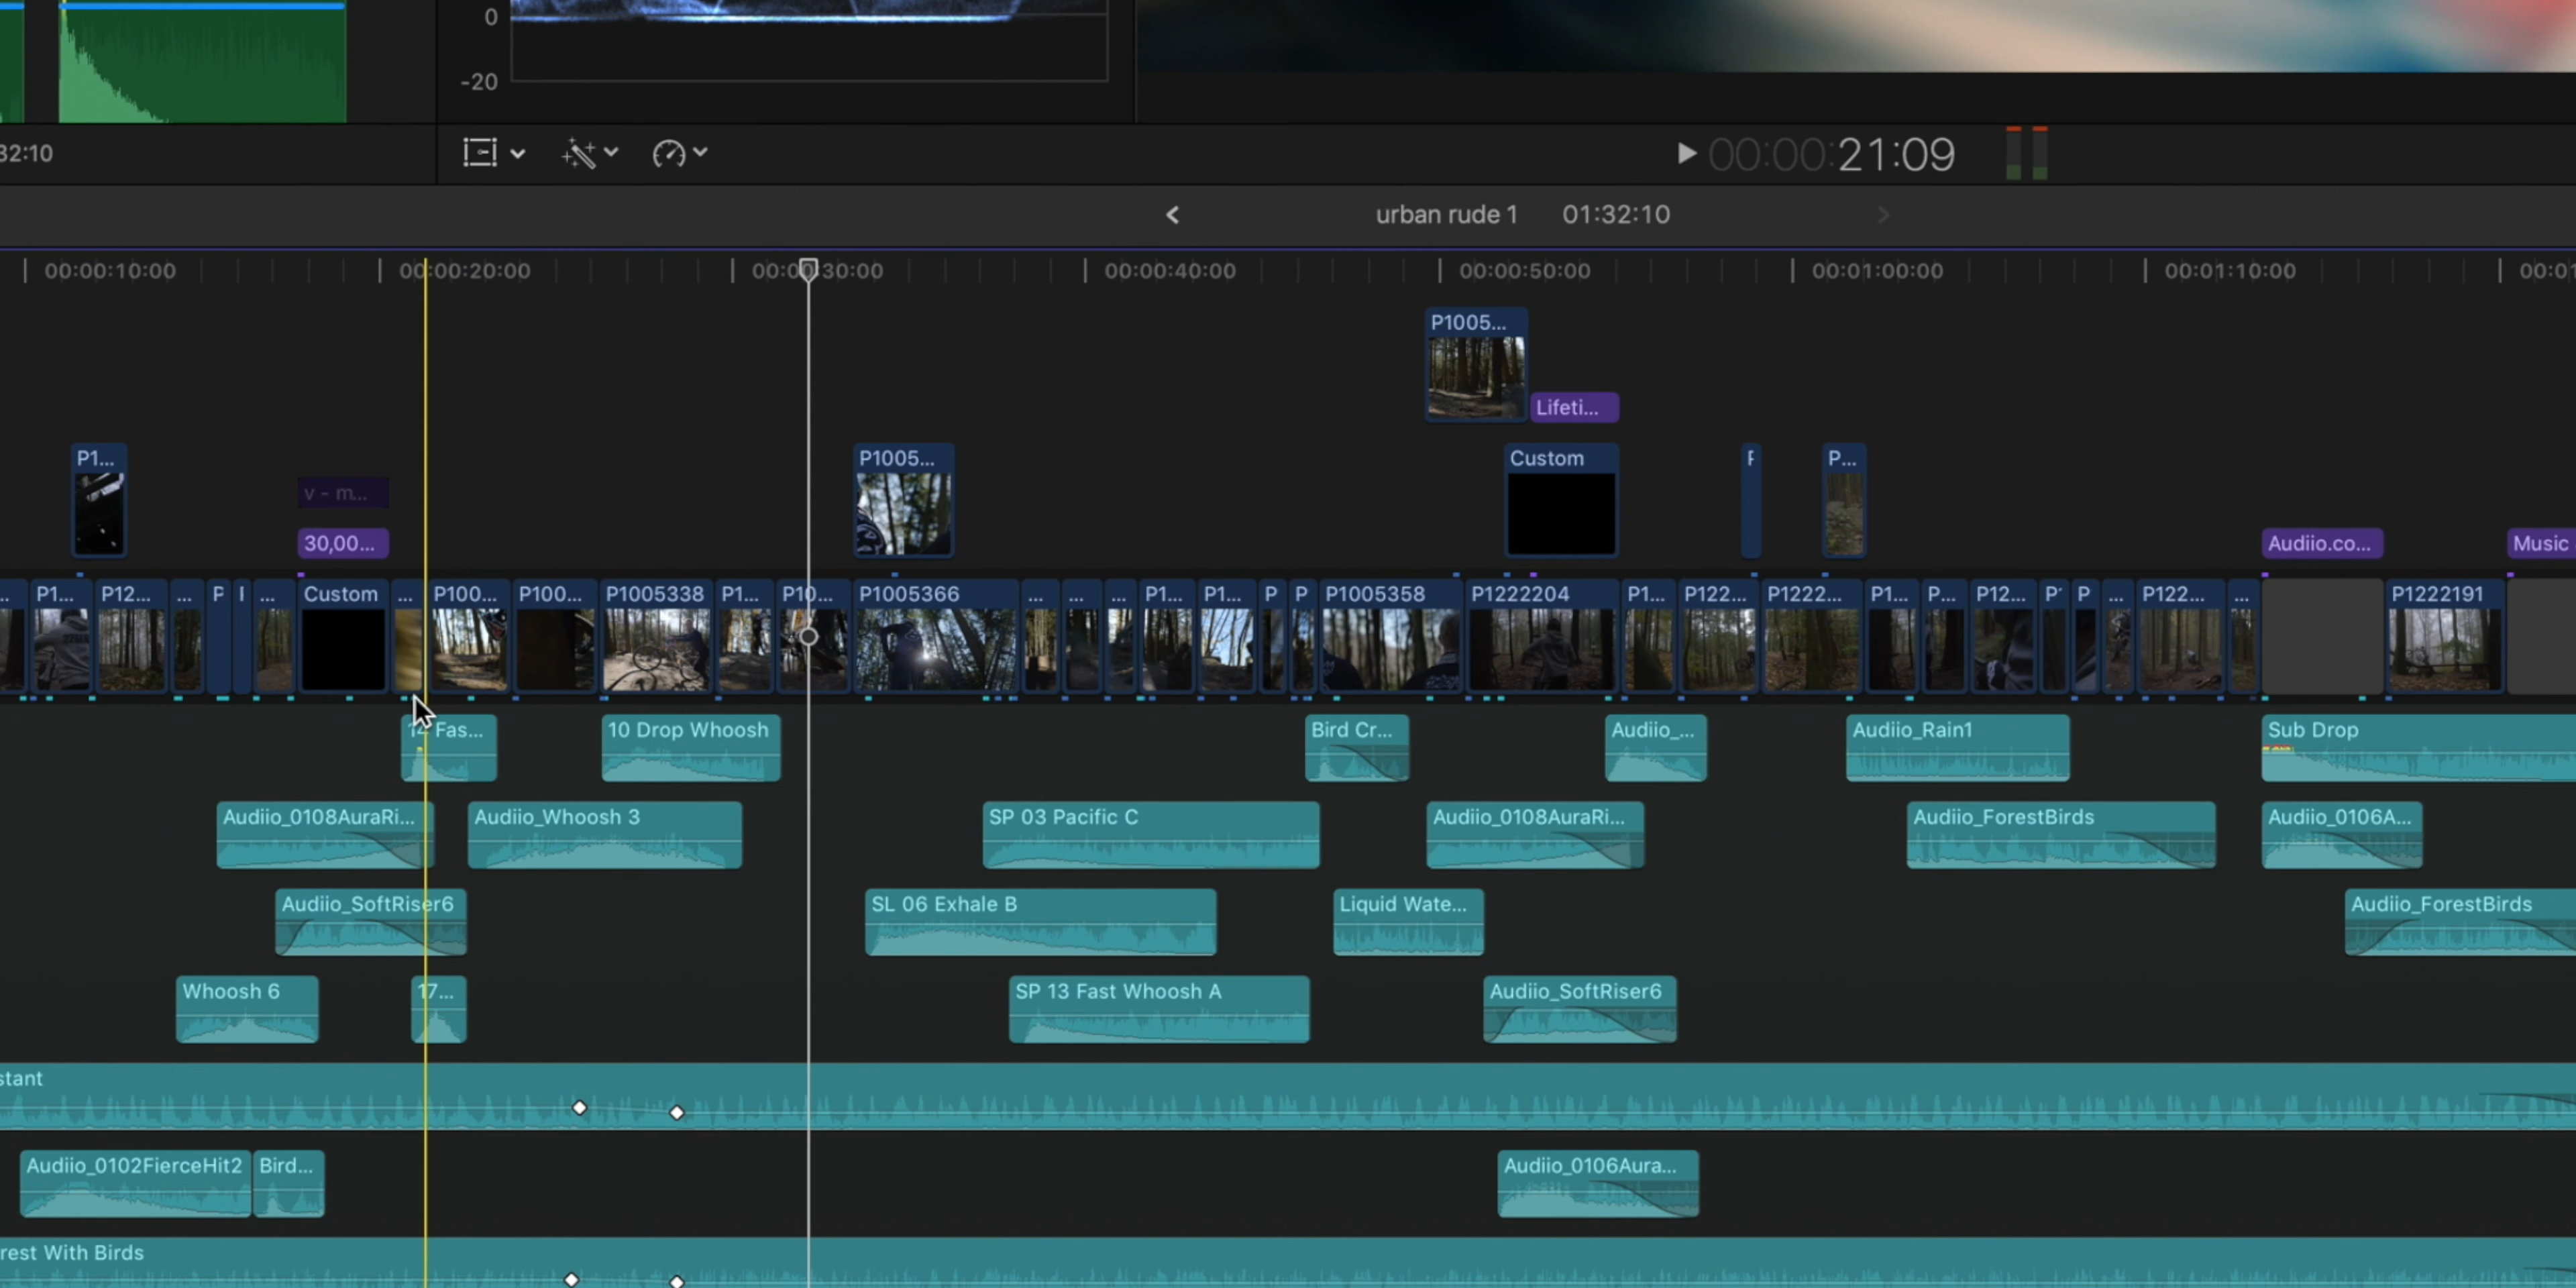 0
-20
32:10
00:00:21:09
urban rude 1 01:32:10
00:00:10:00 00:00:20:00 00:00:30:00 00:00:40:00 00:00:50:00 00:01:00:00 00:01:10:00 00:01
P1005...
Lifeti...
P1... P1005... Custom P...
v - m...
30,00... Audiio.co... Music
P1... P12... ... P ... Custom ... P100... P100... P1005338 P1... P10... P1005366 ... ... ... P1... P1... P P P1005358 P1222204 P1... P122... P1222... P1... P... P12... P P ... P122... ... P1222191
Fas... 10 Drop Whoosh Bird Cr... Audiio_... Audiio_Rain1 Sub Drop
Audiio_0108AuraRi... Audiio_Whoosh 3 SP 03 Pacific C Audiio_0108AuraRi... Audiio_ForestBirds Audiio_0106A...
Audiio_SoftRiser6 SL 06 Exhale B Liquid Wate... Audiio_ForestBirds
Whoosh 6 17... SP 13 Fast Whoosh A Audiio_SoftRiser6
stant
Audiio_0102FierceHit2 Bird... Audiio_0106Aura...
rest With Birds